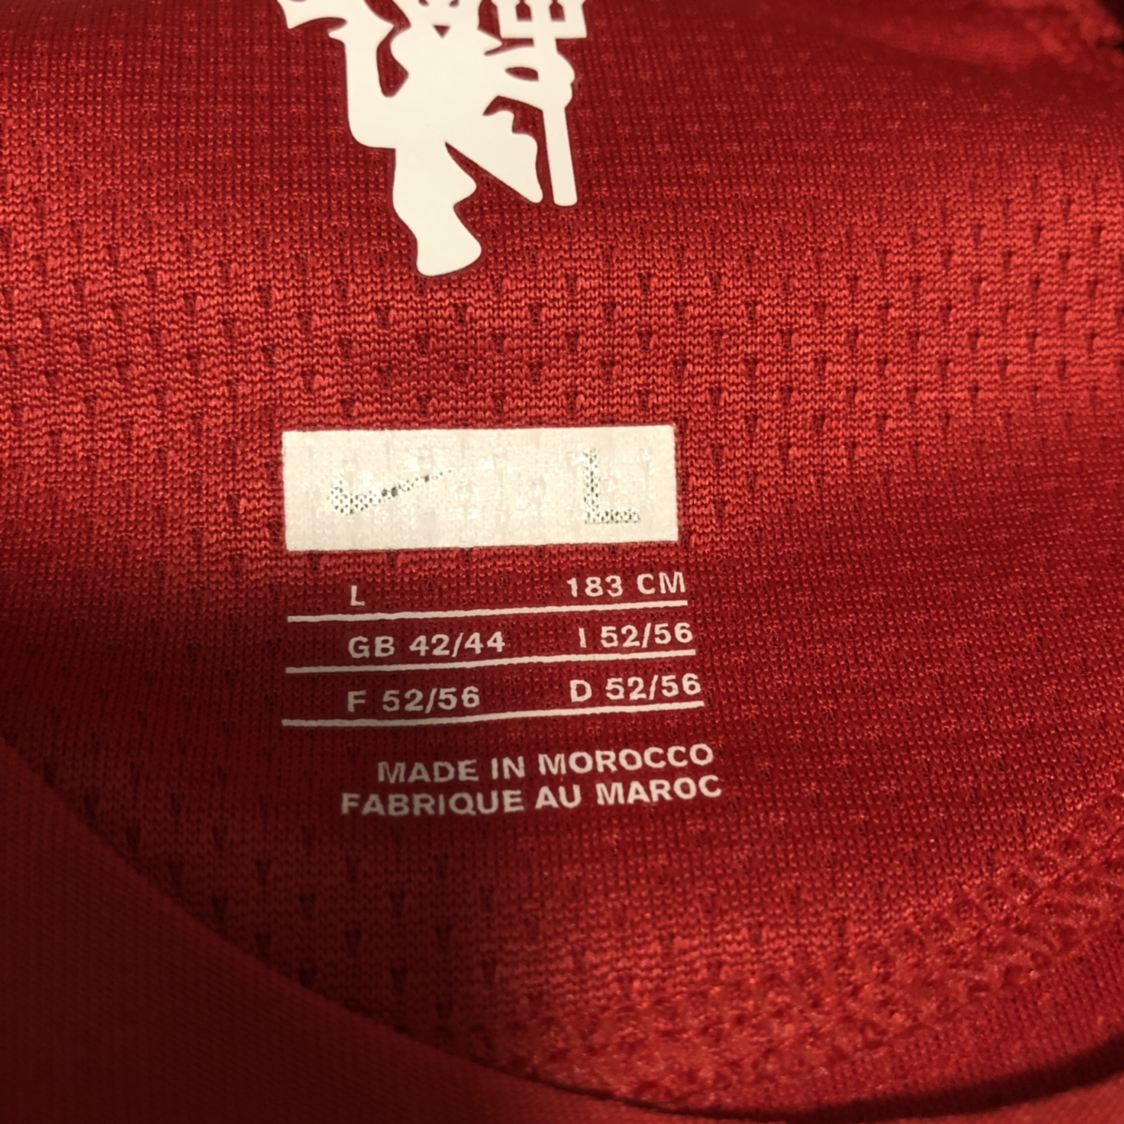 L
L 183 CM
GB 42/44 I 52/56
F 52/56 D 52/56
MADE IN MOROCCO
FABRIQUE AU MAROC